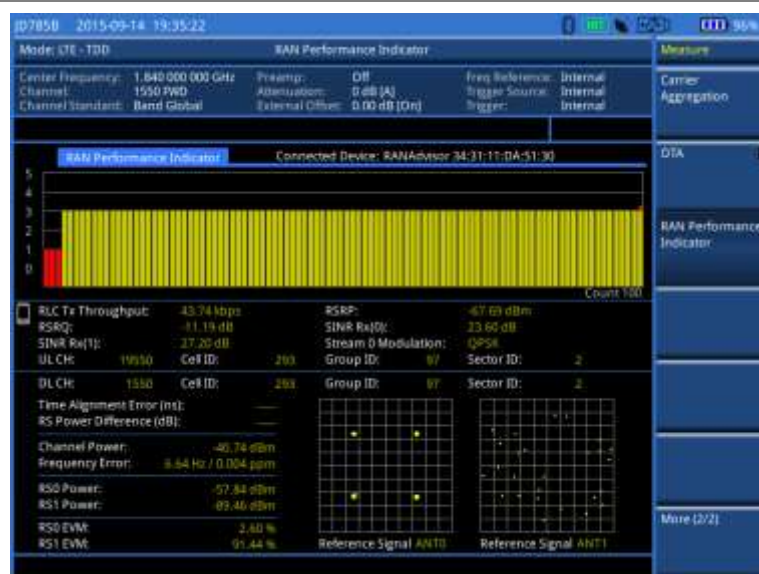 JD785B 2015-09-14 19:35:22
96%
Mode: LTE - TDD
RAN Performance Indicator
Measure
Center Frequency: 1.840 000 000 GHz
Channel: 1550 FWD
Channel Standard: Band Global
Preamp: Off
Attenuation: 0 dB [A]
External Offset: 0.00 dB [On]
Freq Reference: Internal
Trigger Source: Internal
Trigger: Internal
Carrier Aggregation
OTA
RAN Performance Indicator
More (2/2)
RAN Performance Indicator
Connected Device: RANAdvisor 34:31:11:DA:51:30
5
4
3
2
1
0
Count 100
RLC Tx Throughput: 43.74 kbps RSRP: -67.69 dBm
RSRQ: -11.19 dB SINR Rx(0): 23.60 dB
SINR Rx(1): 27.20 dB Stream 0 Modulation: QPSK
UL CH: 19550 Cell ID: 293 Group ID: 97 Sector ID: 2
DL CH: 1550 Cell ID: 293 Group ID: 97 Sector ID: 2
Time Alignment Error (ns):
RS Power Difference (dB):
Channel Power: -46.74 dBm
Frequency Error: 6.64 Hz / 0.004 ppm
RS0 Power: -57.84 dBm
RS1 Power: -89.46 dBm
RS0 EVM: 2.60 %
RS1 EVM: 91.44 %
Reference Signal ANT0
Reference Signal ANT1